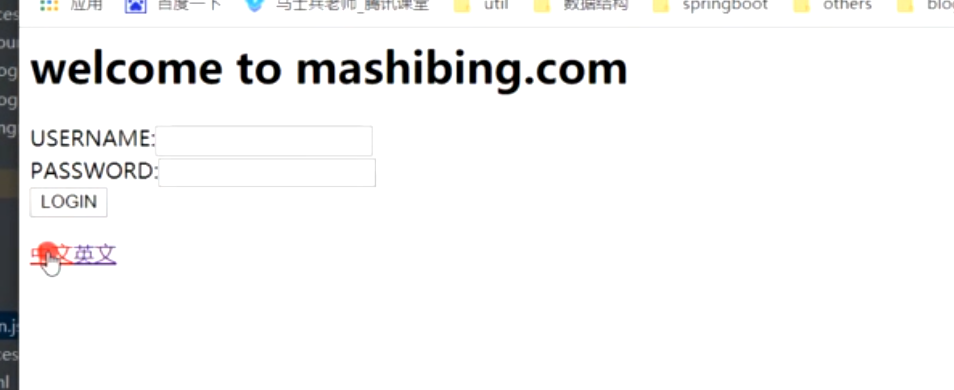 应用 百度一下 马士兵老师_腾讯课堂 util 数据结构 springboot others
welcome to mashibing.com
USERNAME:
PASSWORD:
LOGIN
中文英文